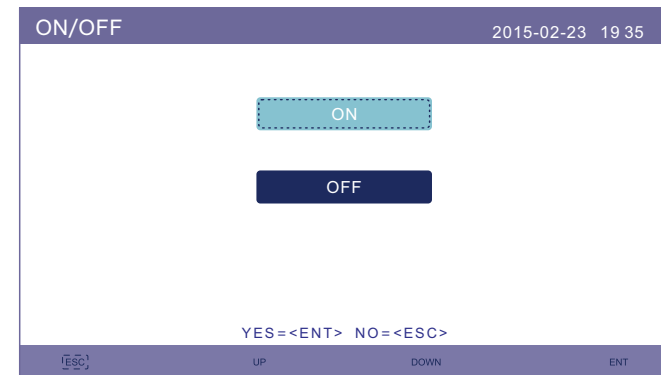 ON/OFF 2015-02-23 19 35
ON
OFF
YES=<ENT> NO=<ESC>
ESC UP DOWN ENT